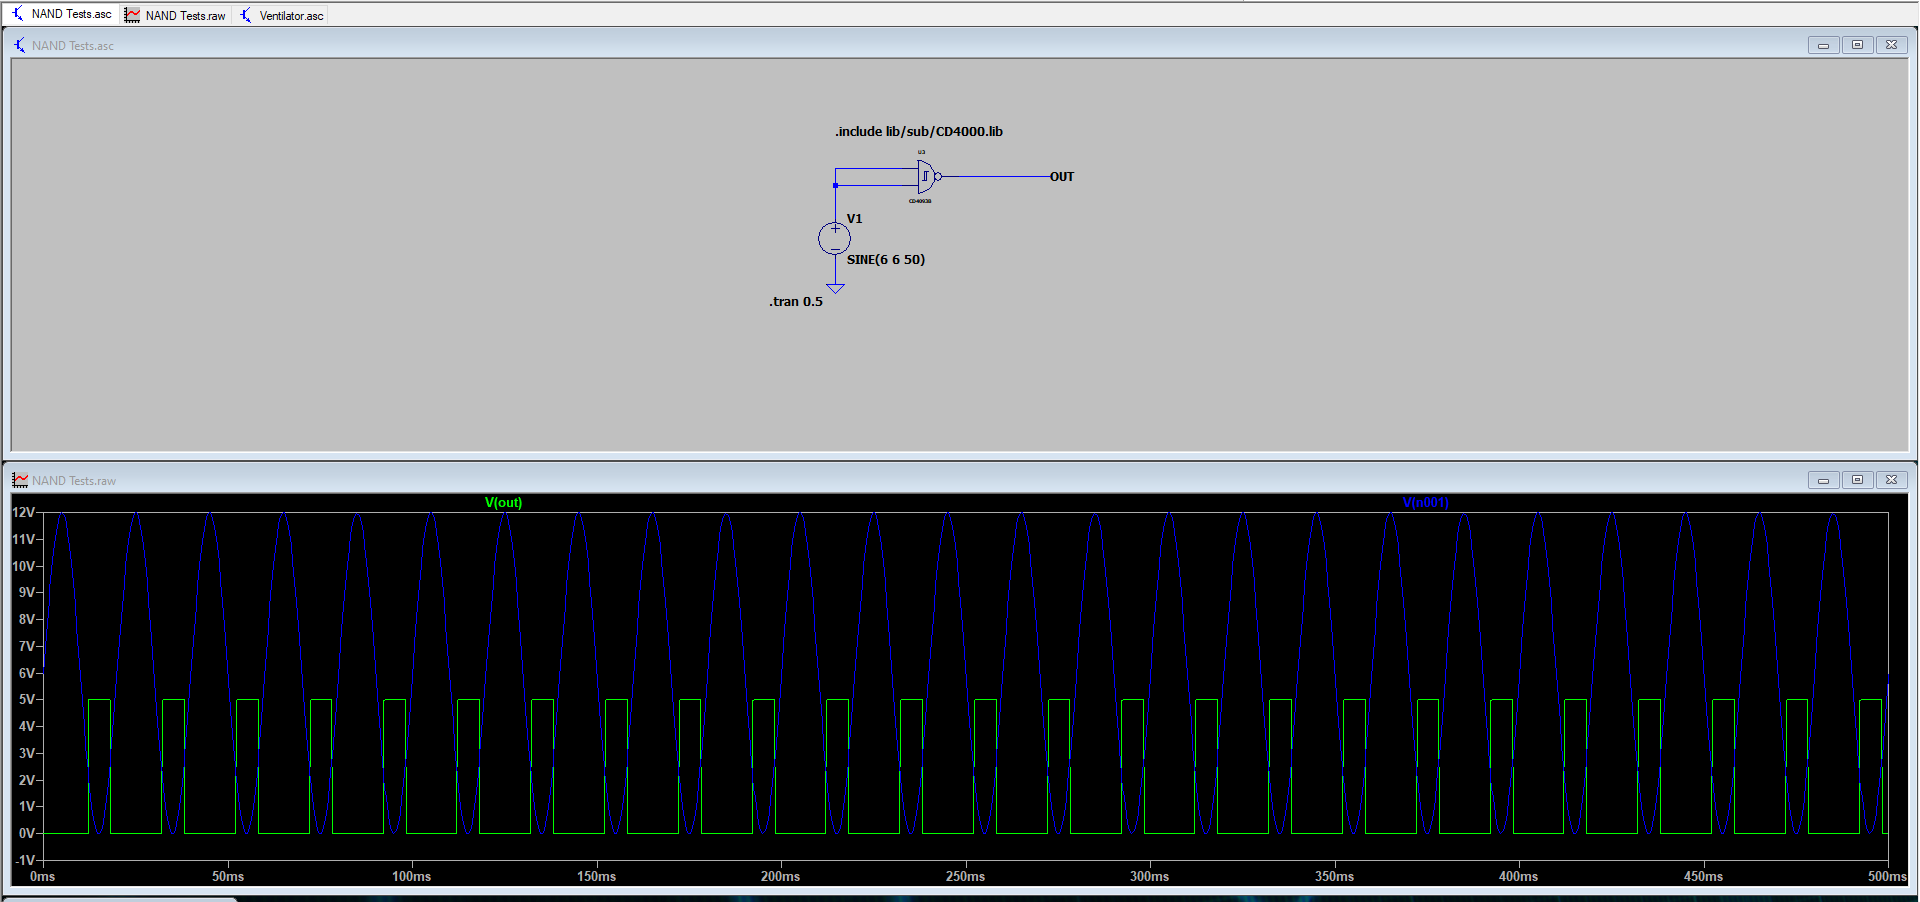 NAND Tests.asc NAND Tests.raw Ventilator.asc
NAND Tests.asc
.include lib/sub/CD4000.lib
U3
OUT
CD4093B
V1
SINE(6 6 50)
.tran 0.5
NAND Tests.raw
V(out) V(n001)
12V
11V
10V
9V
8V
7V
6V
5V
4V
3V
2V
1V
0V
-1V
0ms 50ms 100ms 150ms 200ms 250ms 300ms 350ms 400ms 450ms 500ms